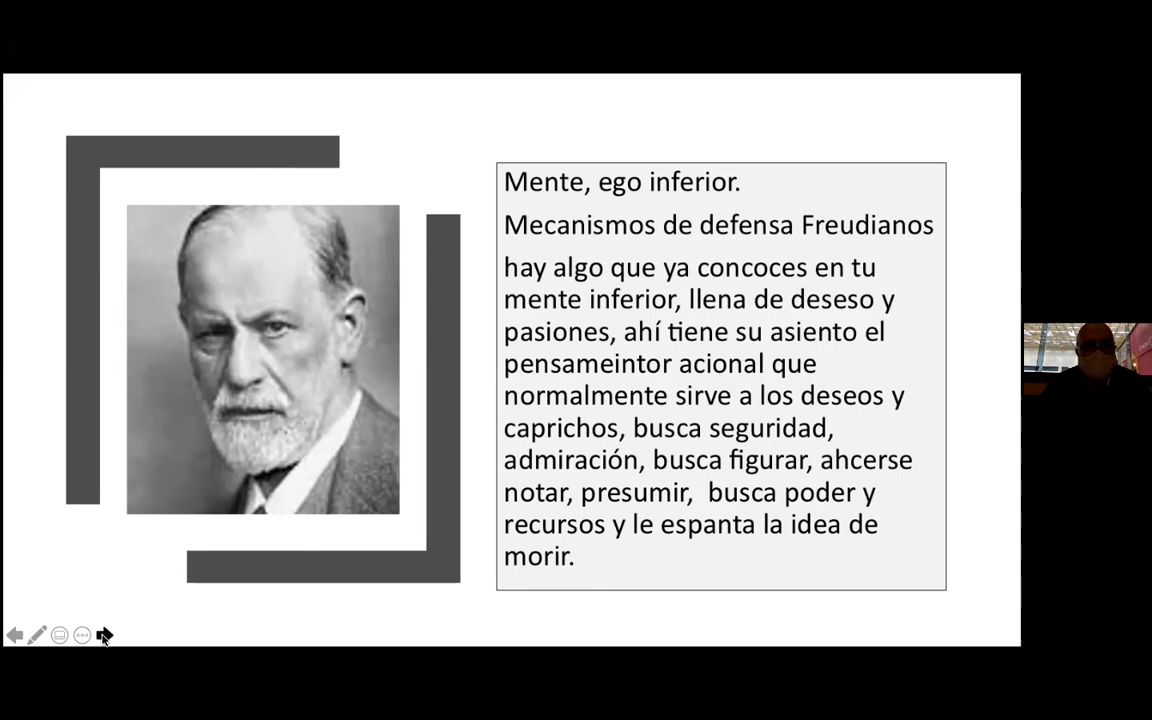 Mente, ego inferior.
Mecanismos de defensa Freudianos
hay algo que ya concoces en tu
mente inferior, llena de deseso y
pasiones, ahí tiene su asiento el
pensameintor acional que
normalmente sirve a los deseos y
caprichos, busca seguridad,
admiración, busca figurar, ahcerse
notar, presumir,  busca poder y
recursos y le espanta la idea de
morir.